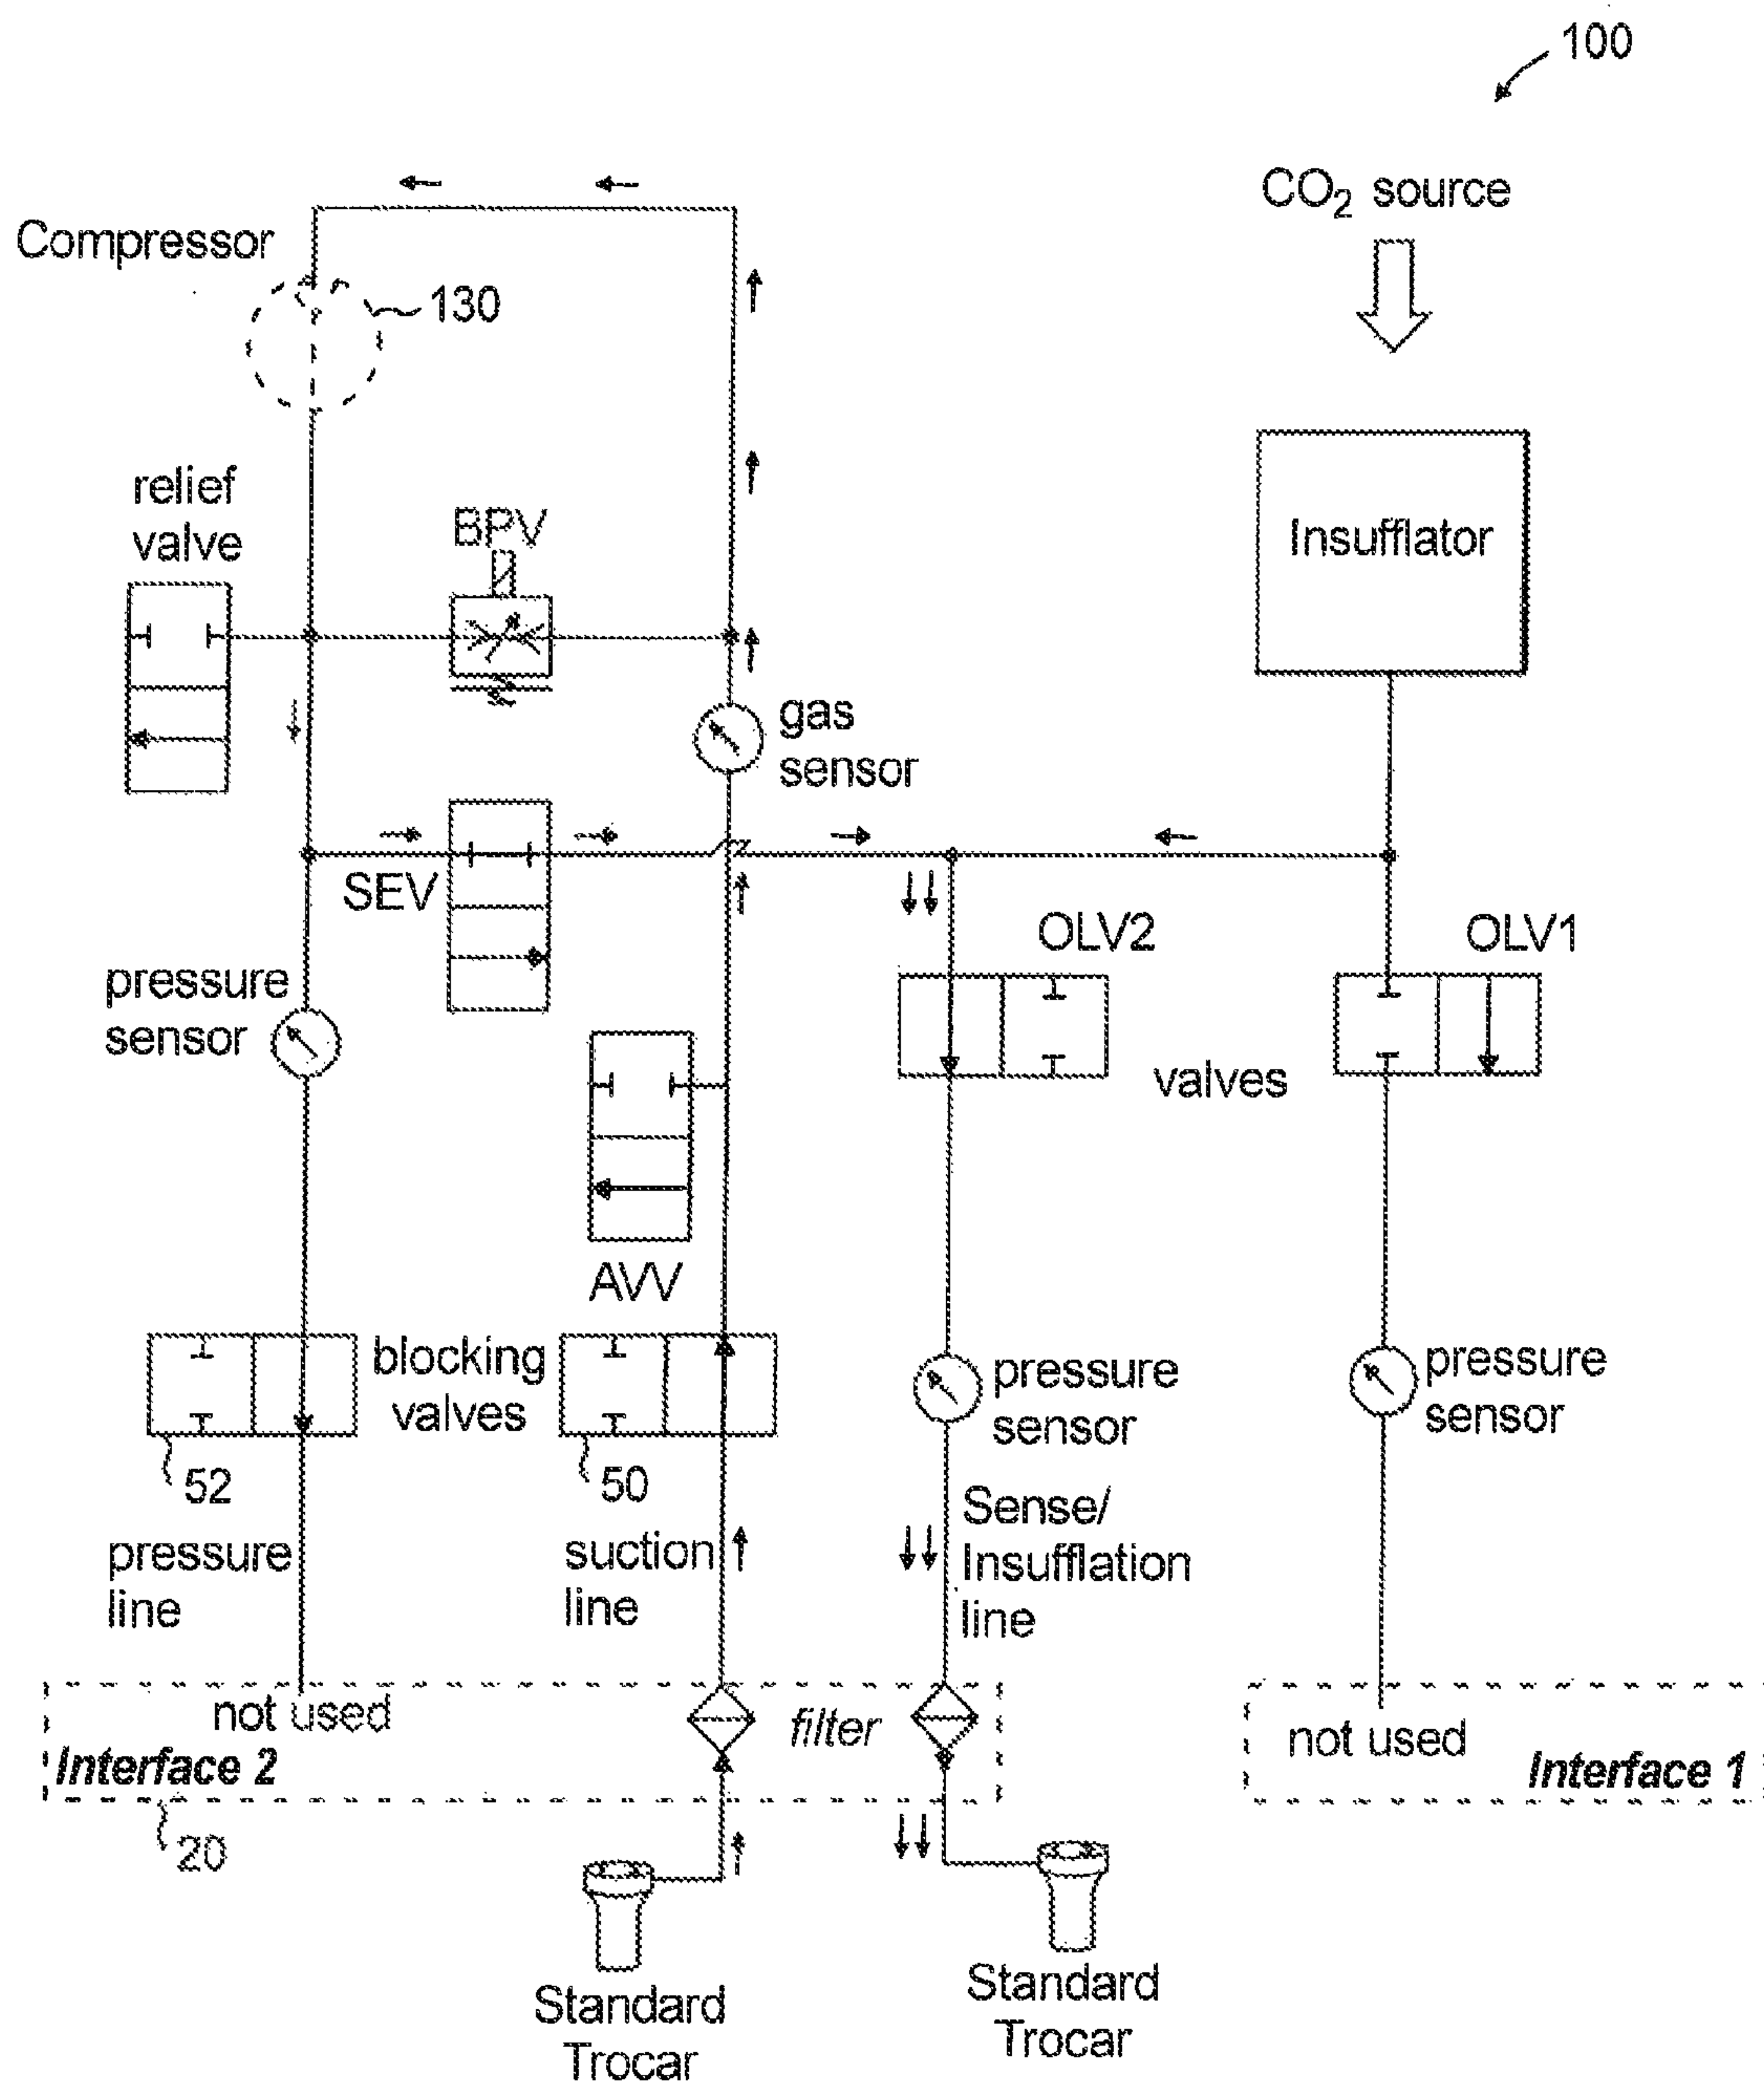 100
CO2 source
Compressor
130
relief
valve
BPV
Insufflator
gas
sensor
SEV
OLV2
OLV1
pressure
sensor
valves
AVV
blocking
valves
pressure
sensor
pressure
sensor
52
50
Sense/
Insufflation
line
pressure
line
suction
line
not used
filter
Interface 2
not used
Interface 1
20
Standard
Trocar
Standard
Trocar